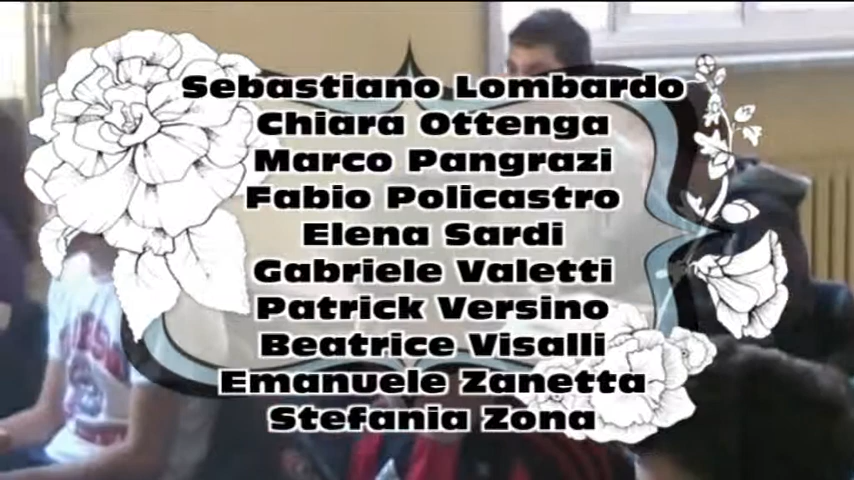 Sebastiano Lombardo
Chiara Ottenga
Marco Pangrazi
Fabio Policastro
Elena Sardi
Gabriele Valetti
Patrick Versino
Beatrice Visalli
Emanuele Zanetta
Stefania Zona